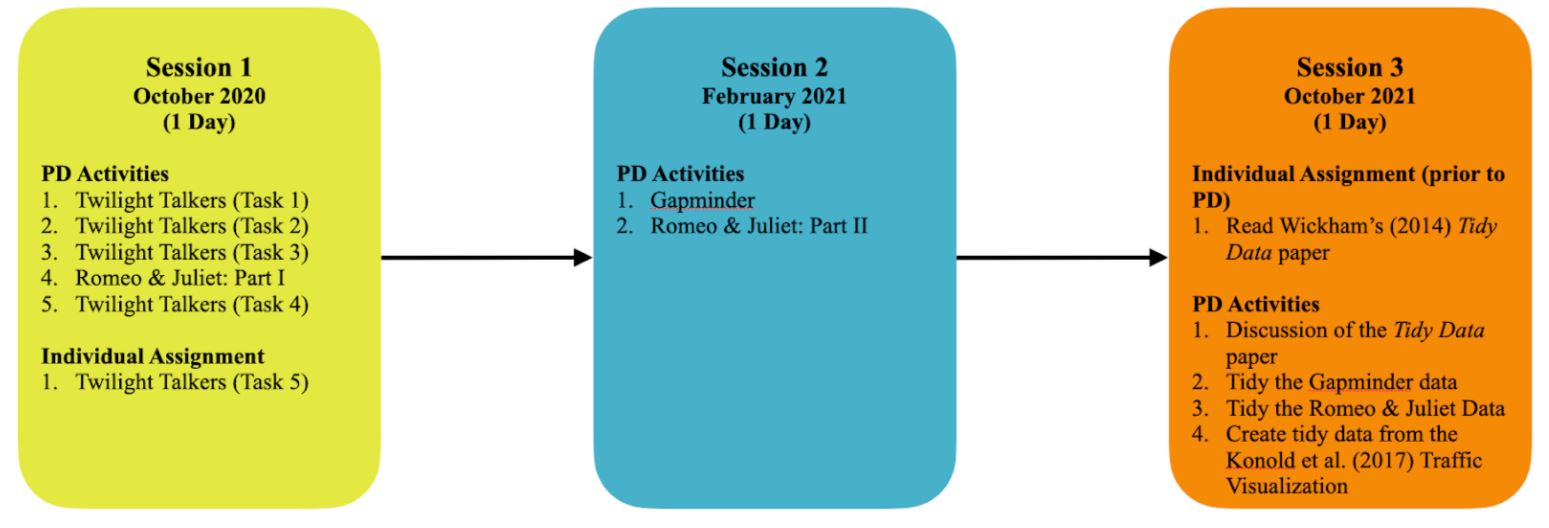 Session 1
October 2020
(1 Day)
PD Activities
1. Twilight Talkers (Task 1)
2. Twilight Talkers (Task 2)
3. Twilight Talkers (Task 3)
4. Romeo & Juliet: Part I
5. Twilight Talkers (Task 4)
Individual Assignment
1. Twilight Talkers (Task 5)
Session 2
February 2021
(1 Day)
PD Activities
1. Gapminder
2. Romeo & Juliet: Part II
Session 3
October 2021
(1 Day)
Individual Assignment (prior to
PD)
1. Read Wickham’s (2014) Tidy
Data paper
PD Activities
1. Discussion of the Tidy Data
paper
2. Tidy the Gapminder data
3. Tidy the Romeo & Juliet Data
4. Create tidy data from the
Konold et al. (2017) Traffic
Visualization